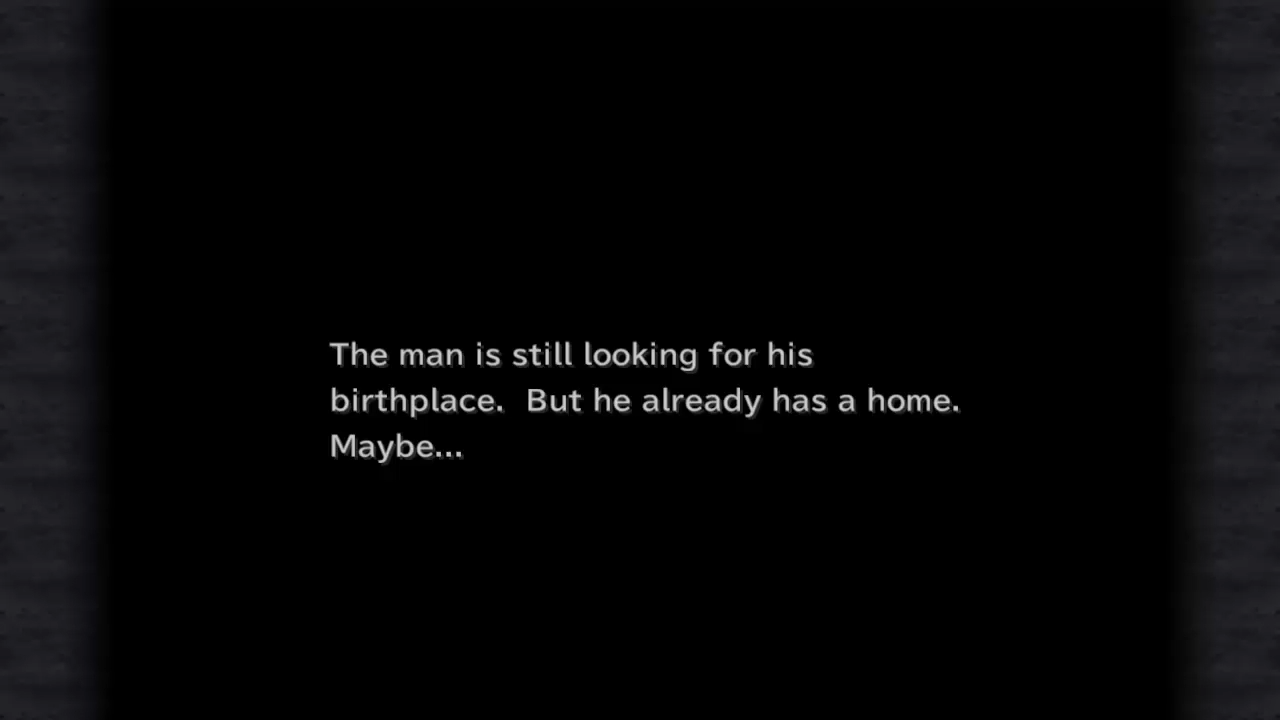 The man is still looking for his
birthplace.  But he already has a home.
Maybe...